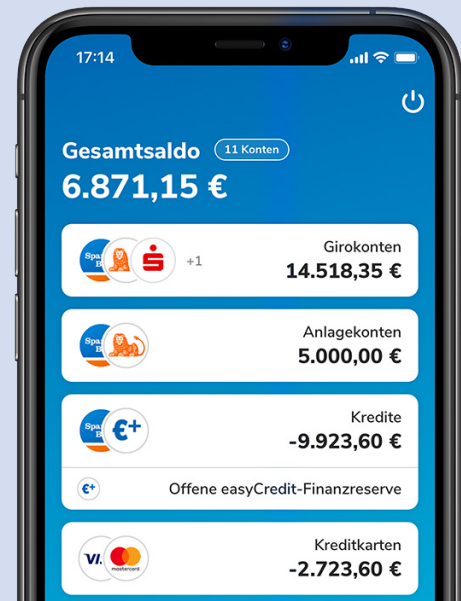 17:14
Gesamtsaldo 11 Konten
6.871,15 €
+1
Girokonten
14.518,35 €
Anlagekonten
5.000,00 €
€+
Kredite
-9.923,60 €
€+ Offene easyCredit-Finanzreserve
mastercard
Kreditkarten
-2.723,60 €